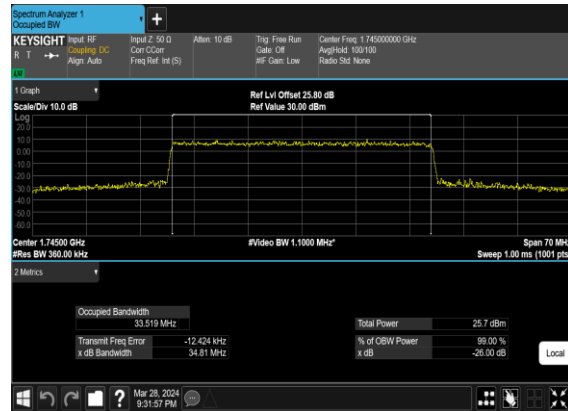 Spectrum Analyzer 1
Occupied BW
+
KEYSIGHT Input: RF Input Z: 50 Ω Atten: 10 dB Trig: Free Run Center Freq: 1.745000000 GHz
R T Coupling: DC Corr CCorr Gate: Off Avg|Hold: 100/100
Align: Auto Freq Ref: Int (S) #IF Gain: Low Radio Std: None
1 Graph
Ref Lvl Offset 25.80 dB
Scale/Div 10.0 dB Ref Value 30.00 dBm
Log
20.0
10.0
0.00
-10.0
-20.0
-30.0
-40.0
-50.0
-60.0
Center 1.74500 GHz #Video BW 1.1000 MHz* Span 70 MHz
#Res BW 360.00 kHz Sweep 1.00 ms (1001 pts
2 Metrics
Occupied Bandwidth
33.519 MHz Total Power 25.7 dBm
Transmit Freq Error -12.424 kHz % of OBW Power 99.00 %
x dB Bandwidth 34.81 MHz x dB -26.00 dB
Local
?
Mar 28, 2024
9:31:57 PM